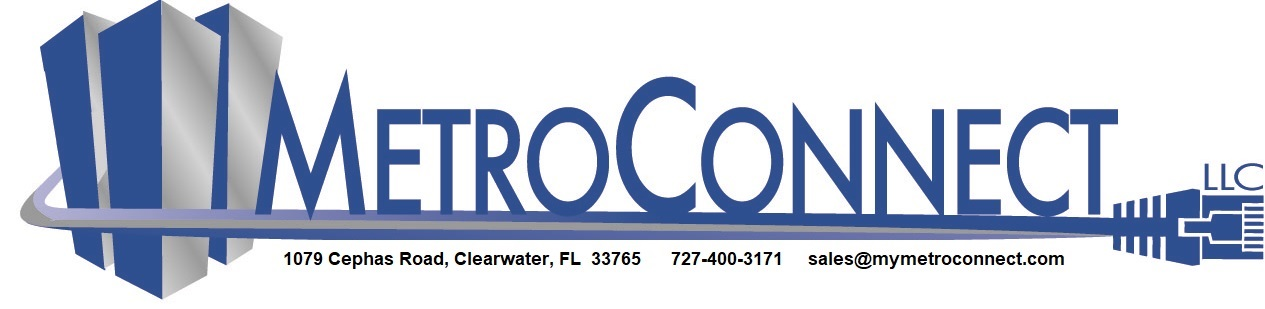 METROCONNECT
LLC
1079 Cephas Road, Clearwater, FL 33765 727-400-3171 sales@mymetroconnect.com